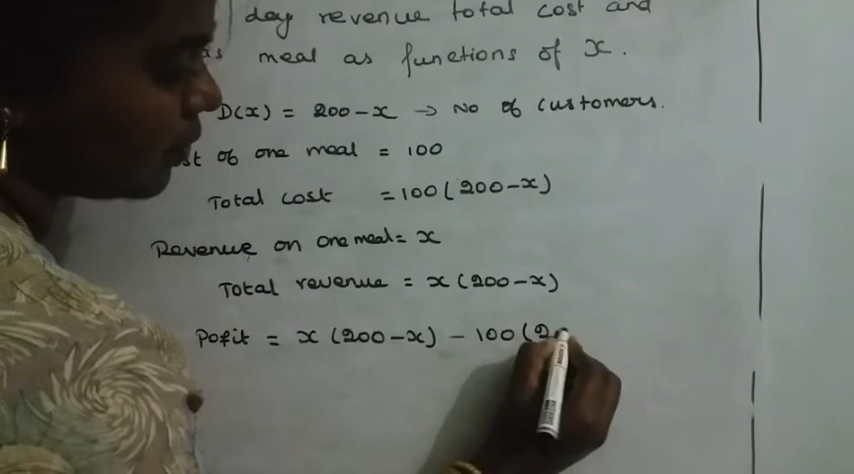 day revenue total cost and
meal as functions of x.
D(x) = 200-x → No of customers.
of one meal = 100
Total cost = 100(200-x)
Revenue on one meal = x
Total revenue = x(200-x)
Pofit = x(200-x) - 100(20